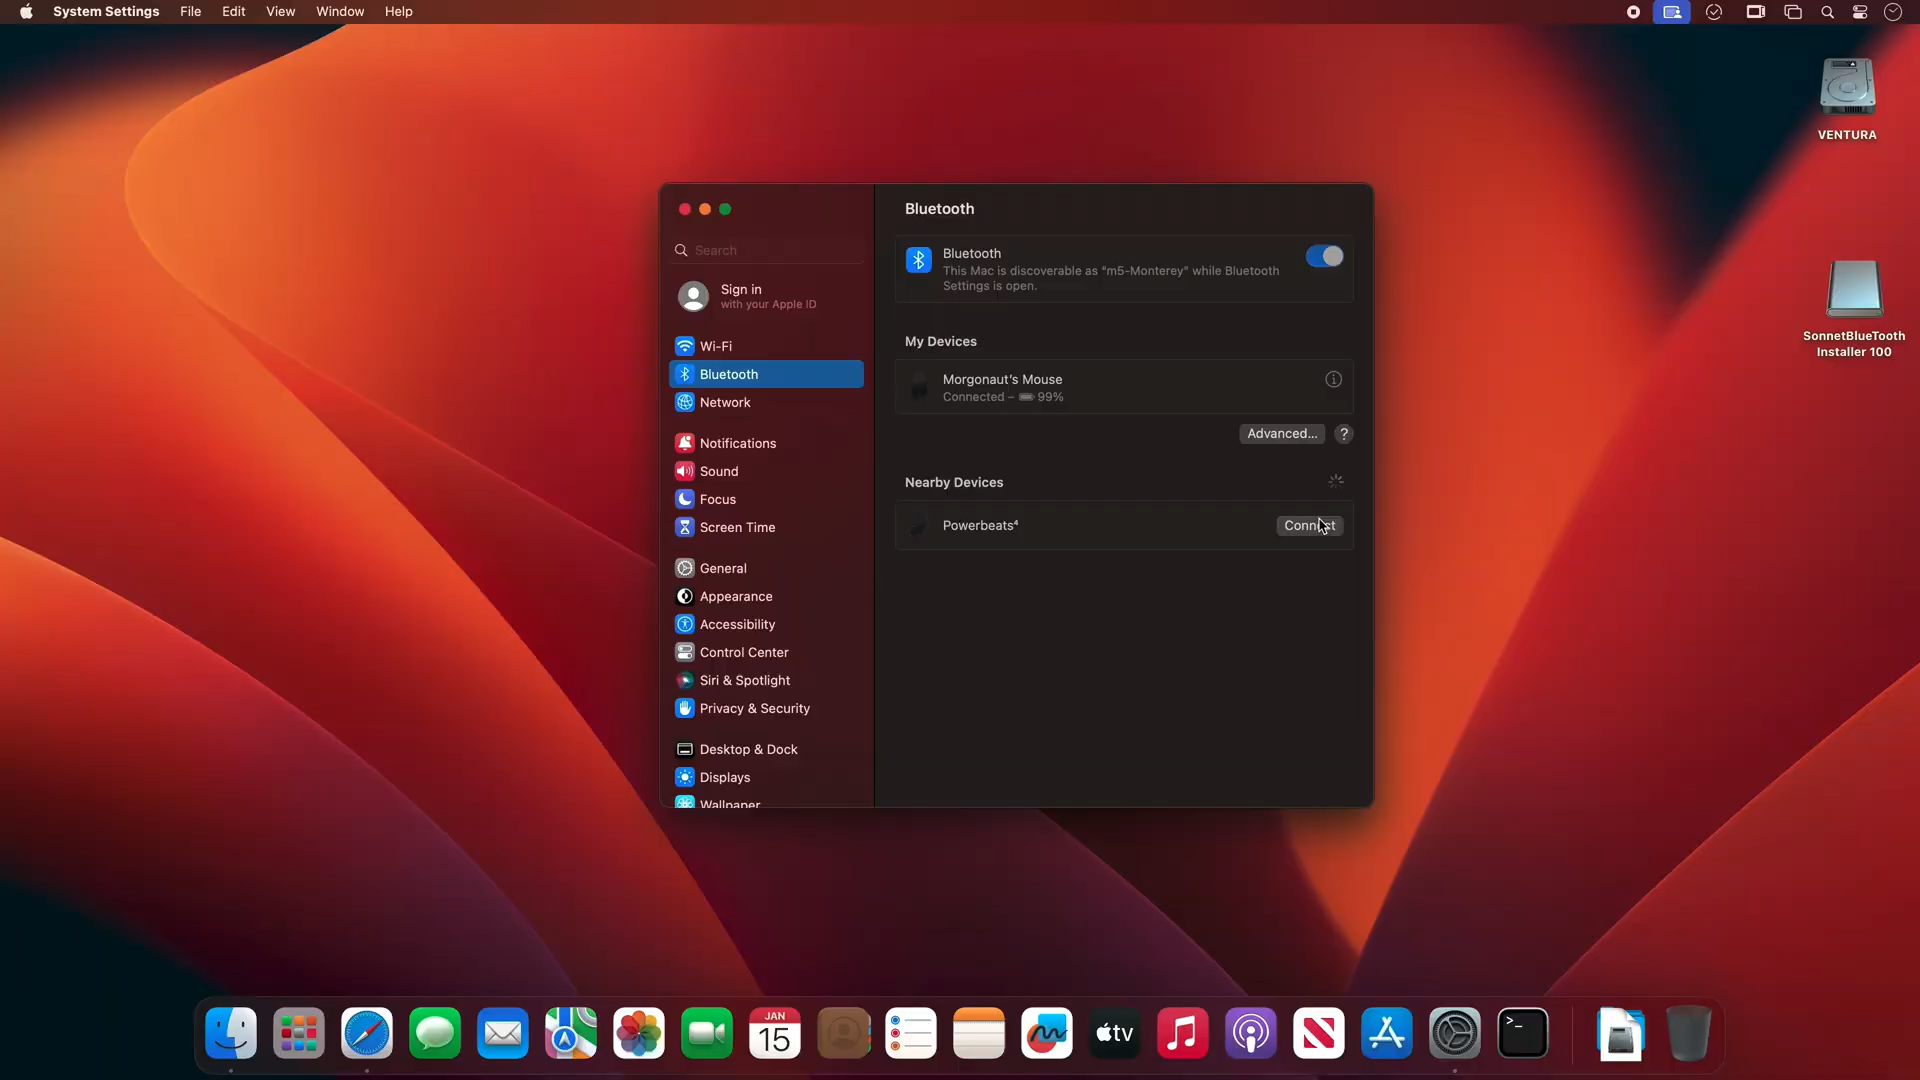 System Settings File Edit View Window Help
VENTURA
SonnetBlueTooth
Installer 100
Search
Sign in
with your Apple ID
Wi-Fi
Bluetooth
Network
Notifications
Sound
Focus
Screen Time
General
Appearance
Accessibility
Control Center
Siri & Spotlight
Privacy & Security
Desktop & Dock
Displays
Wallpaper
Bluetooth
Bluetooth
This Mac is discoverable as "m5-Monterey" while Bluetooth
Settings is open.
My Devices
Morgonaut's Mouse
Connected – 99%
Advanced... ?
Nearby Devices
Powerbeats⁴ Connect
JAN
15
tv
>_